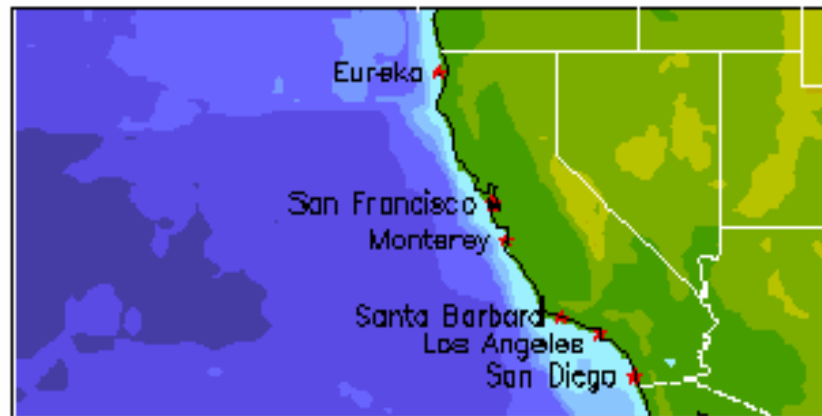 Eureka
San Francisco
Monterey
Santa Barbara
Los Angeles
San Diego